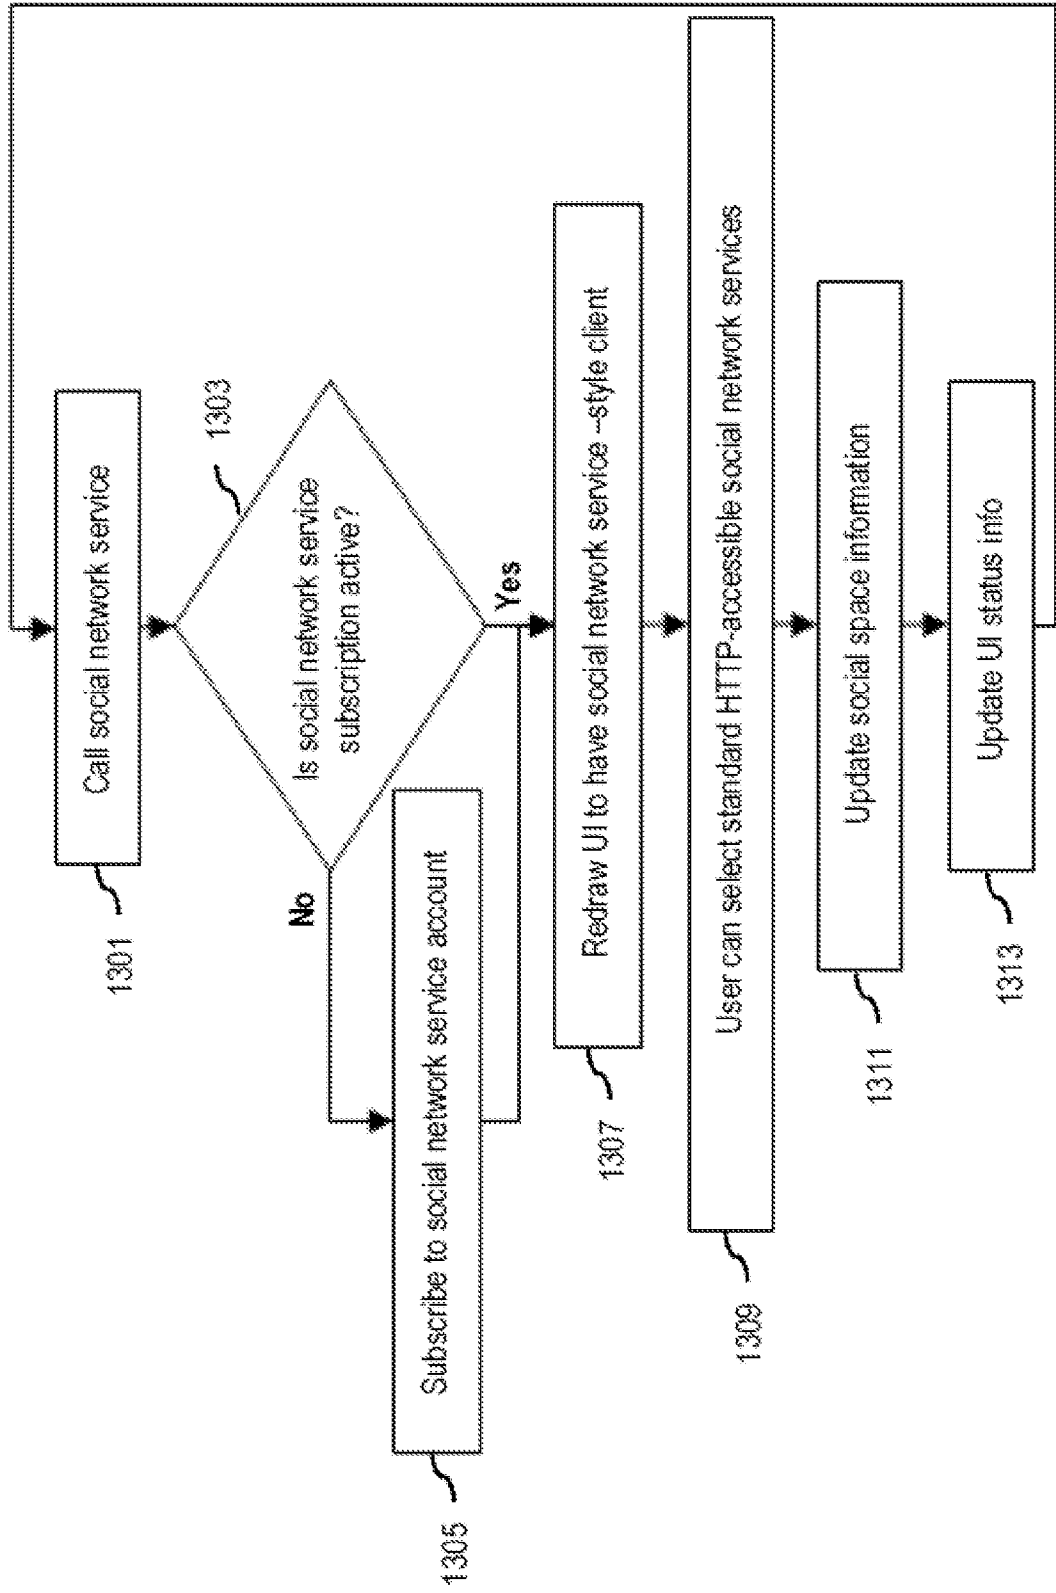 Call social network service
1301
1303
Is social network service
subscription active?
No
Yes
Subscribe to social network service account
1305
Redraw UI to have social network service –style client
1307
User can select standard HTTP-accessible social network services
1309
Update social space information
1311
Update UI status info
1313